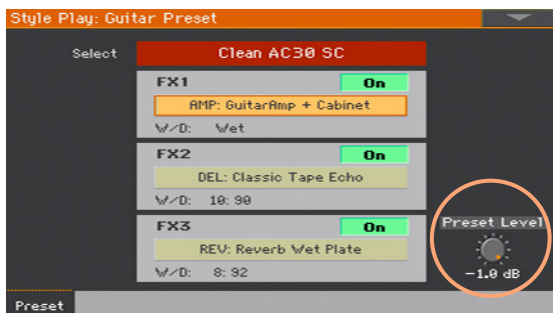 Style Play: Guitar Preset
Select
Clean AC30 SC
FX1
On
AMP: GuitarAmp + Cabinet
W/D: Wet
FX2
On
DEL: Classic Tape Echo
W/D: 10:90
FX3
On
REV: Reverb Wet Plate
W/D: 8:92
Preset Level
-1.0 dB
Preset